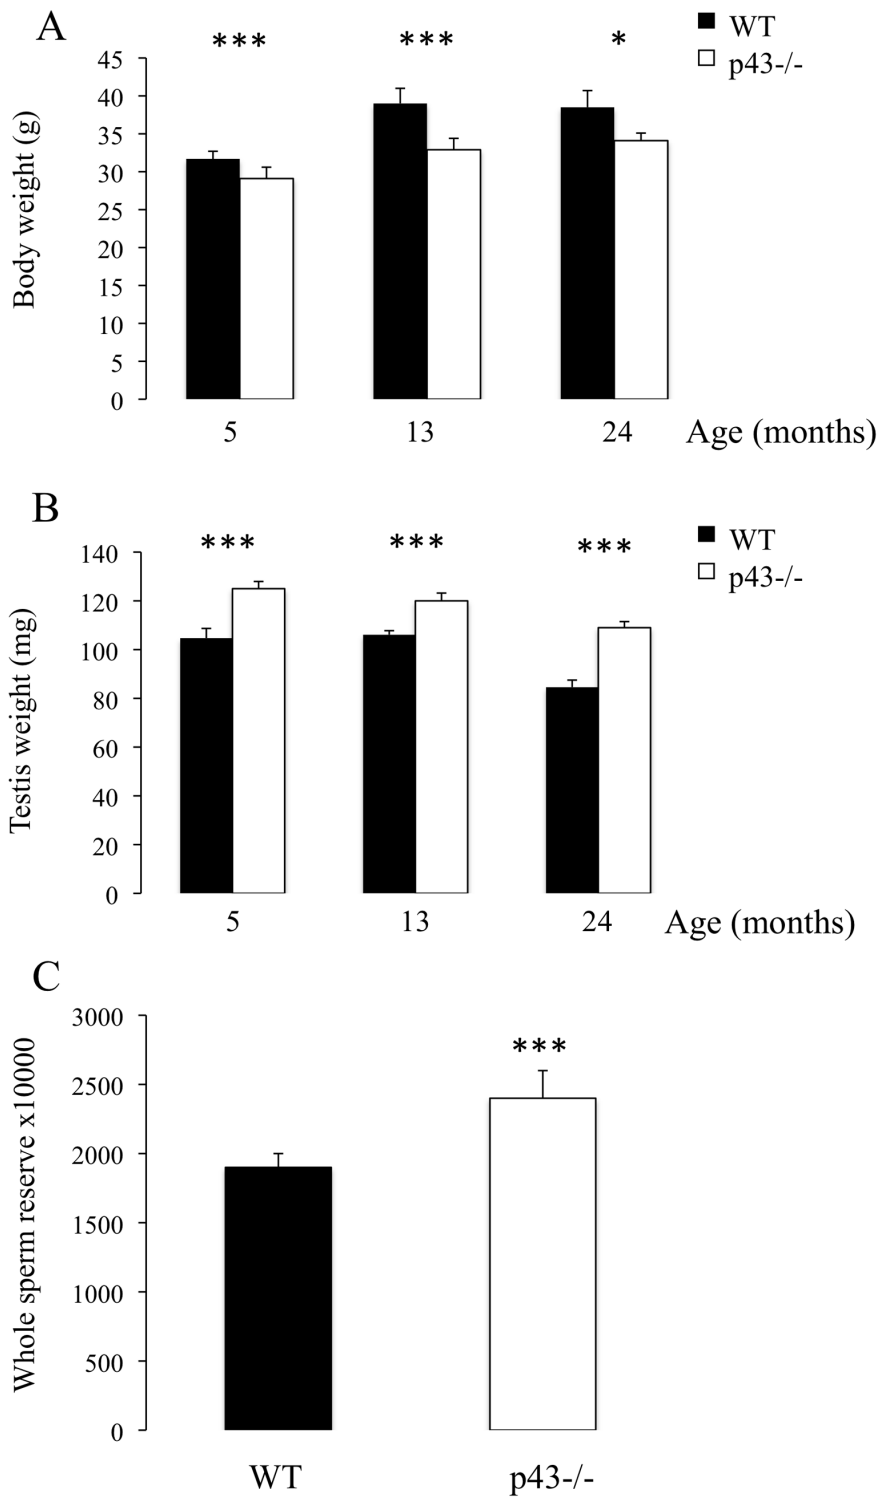 A
*** *** *
WT
p43-/-
Body weight (g)
45
40
35
30
25
20
15
10
5
0
5 13 24 Age (months)
B
*** *** ***
WT
p43-/-
Testis weight (mg)
140
120
100
80
60
40
20
0
5 13 24 Age (months)
C
***
Whole sperm reserve x10000
3000
2500
2000
1500
1000
500
0
WT p43-/-